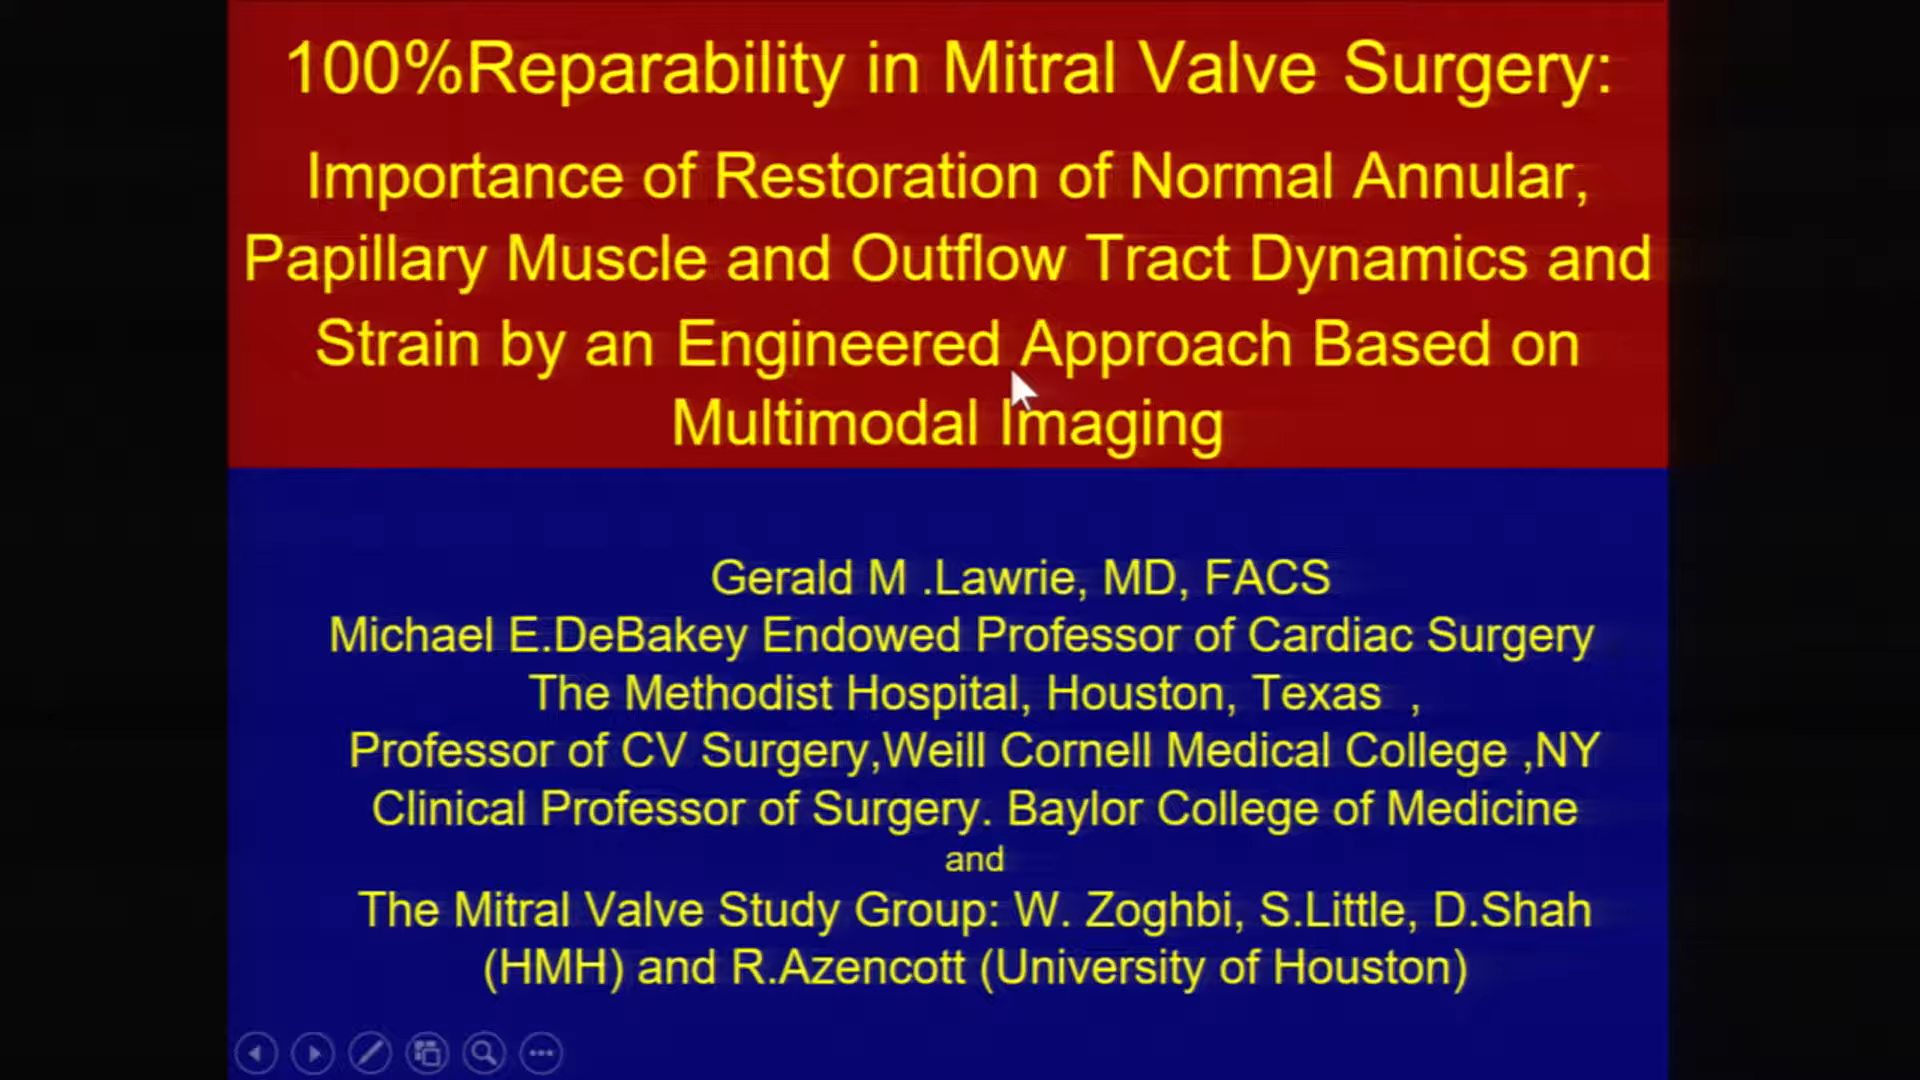 100%Reparability in Mitral Valve Surgery:
Importance of Restoration of Normal Annular,
Papillary Muscle and Outflow Tract Dynamics and
Strain by an Engineered Approach Based on
Multimodal Imaging
Gerald M .Lawrie, MD, FACS
Michael E.DeBakey Endowed Professor of Cardiac Surgery
The Methodist Hospital, Houston, Texas ,
Professor of CV Surgery,Weill Cornell Medical College ,NY
Clinical Professor of Surgery. Baylor College of Medicine
and
The Mitral Valve Study Group: W. Zoghbi, S.Little, D.Shah
(HMH) and R.Azencott (University of Houston)